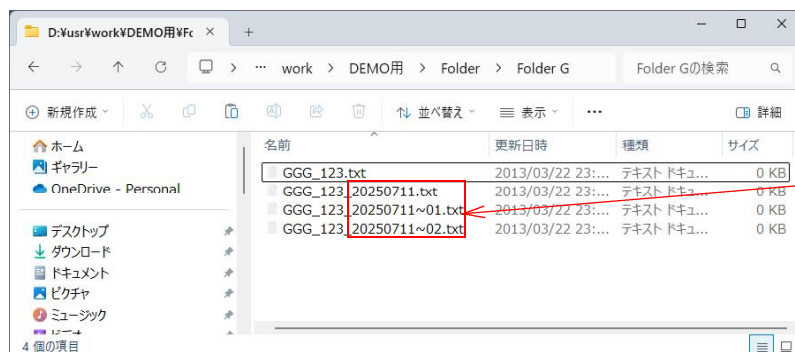 D:¥usr¥work¥DEMO用¥Fc × +
… work > DEMO用 > Folder > Folder G Folder Gの検索
新規作成 並べ替え 表示 … 詳細
名前 更新日時 種類 サイズ
ホーム
ギャラリー
OneDrive - Personal
デスクトップ
ダウンロード
ドキュメント
ピクチャ
ミュージック
GGG_123.txt 2013/03/22 23:... テキスト ドキュ... 0 KB
GGG_123_20250711.txt 2013/03/22 23:... テキスト ドキュ... 0 KB
GGG_123_20250711~01.txt 2013/03/22 23:... テキスト ドキュ... 0 KB
GGG_123_20250711~02.txt 2013/03/22 23:... テキスト ドキュ... 0 KB
4 個の項目